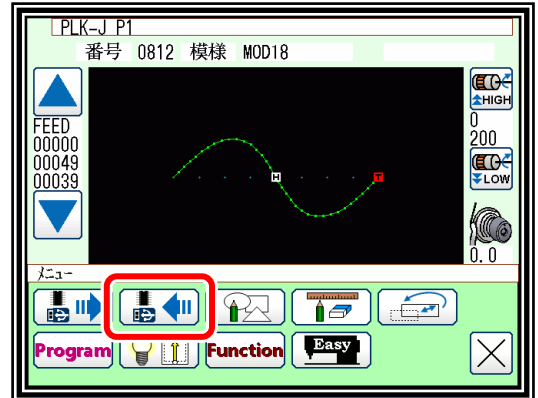 PLK-J P1
番号 0812 模様 MOD18
HIGH
FEED
00000
00049
00039
0
200
LOW
0.0
H
T
メニュー
Program
Function
Easy